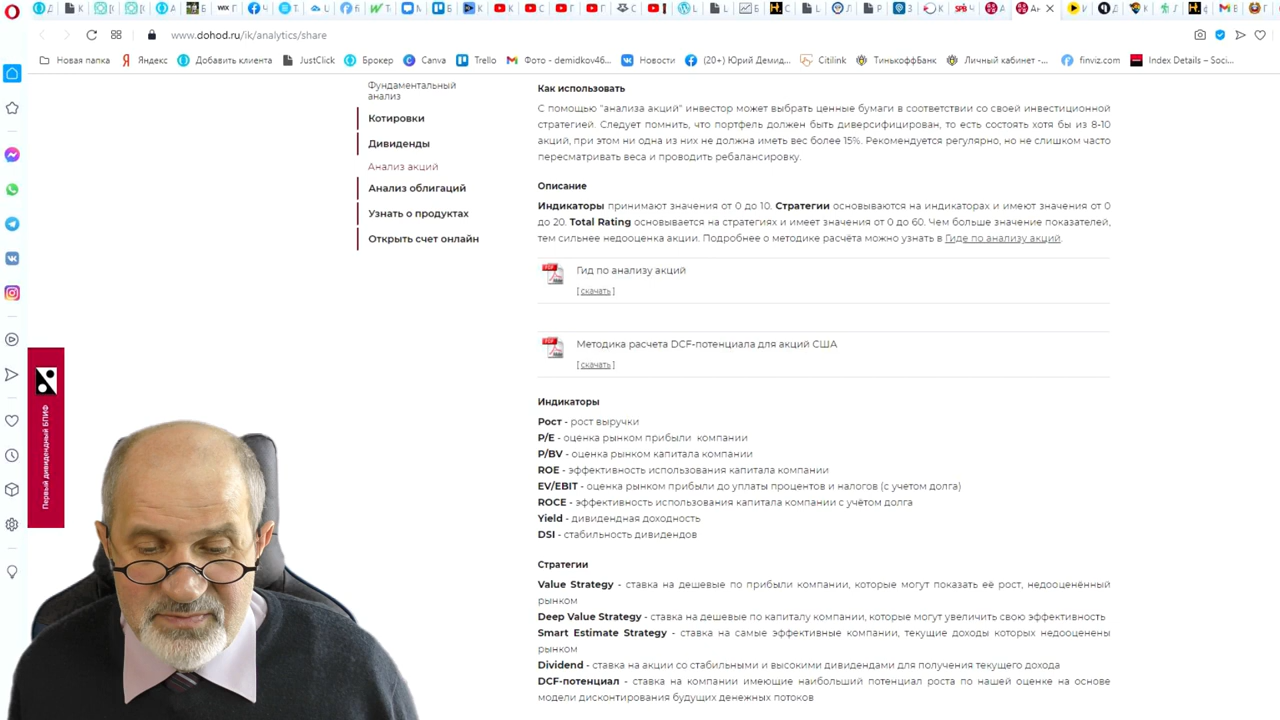 www.dohod.ru/ik/analytics/share
Новая папка
Яндекс
Добавить клиента
JustClick
Брокер
Canva
Trello
Фото - demidkov46...
Новости
(20+) Юрий Демид...
Citilink
ТинькоффБанк
Личный кабинет -...
finviz.com
Index Details – Soci...
Фундаментальный
анализ
Котировки
Дивиденды
Анализ акций
Анализ облигаций
Узнать о продуктах
Открыть счет онлайн
Первый дивидендный БПИФ
Как использовать
С помощью "анализа акций" инвестор может выбрать ценные бумаги в соответствии со своей инвестиционной
стратегией. Следует помнить, что портфель должен быть диверсифицирован, то есть состоять хотя бы из 8-10
акций, при этом ни одна из них не должна иметь вес более 15%. Рекомендуется регулярно, но не слишком часто
пересматривать веса и проводить ребалансировку.
Описание
Индикаторы принимают значения от 0 до 10. Стратегии основываются на индикаторах и имеют значения от 0
до 20. Total Rating основывается на стратегиях и имеет значения от 0 до 60. Чем больше значение показателей,
тем сильнее недооценка акции. Подробнее о методике расчёта можно узнать в Гиде по анализу акций.
Гид по анализу акций
[ скачать ]
Методика расчета DCF-потенциала для акций США
[ скачать ]
Индикаторы
Рост - рост выручки
P/E - оценка рынком прибыли компании
P/BV - оценка рынком капитала компании
ROE - эффективность использования капитала компании
EV/EBIT - оценка рынком прибыли до уплаты процентов и налогов (с учетом долга)
ROCE - эффективность использования капитала компании с учётом долга
Yield - дивидендная доходность
DSI - стабильность дивидендов
Стратегии
Value Strategy - ставка на дешевые по прибыли компании, которые могут показать её рост, недооценённый
рынком
Deep Value Strategy - ставка на дешевые по капиталу компании, которые могут увеличить свою эффективность
Smart Estimate Strategy - ставка на самые эффективные компании, текущие доходы которых недооценены
рынком
Dividend - ставка на акции со стабильными и высокими дивидендами для получения текущего дохода
DCF-потенциал - ставка на компании имеющие наибольший потенциал роста по нашей оценке на основе
модели дисконтирования будущих денежных потоков